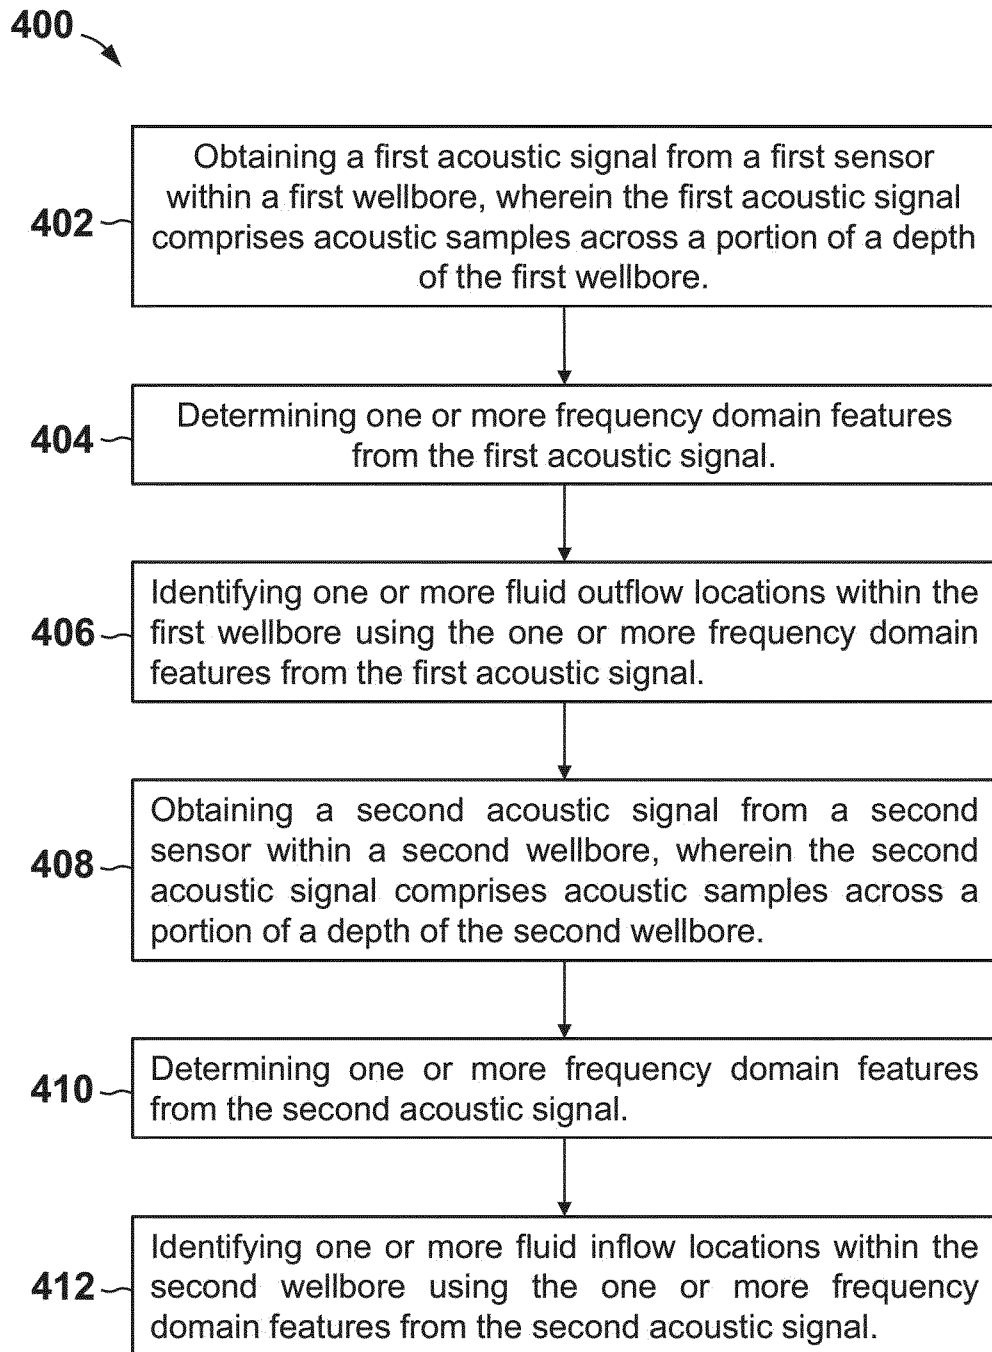 400
Obtaining a first acoustic signal from a first sensor
within a first wellbore, wherein the first acoustic signal
402
comprises acoustic samples across a portion of a depth
of the first wellbore.
404
Determining one or more frequency domain features
from the first acoustic signal.
Identifying one or more fluid outflow locations within the
406
first wellbore using the one or more frequency domain
features from the first acoustic signal.
Obtaining a second acoustic signal from a second
sensor within a second wellbore, wherein the second
408
acoustic signal comprises acoustic samples across a
portion of a depth of the second wellbore.
410
Determining one or more frequency domain features
from the second acoustic signal.
Identifying one or more fluid inflow locations within the
412
second wellbore using the one or more frequency
domain features from the second acoustic signal.